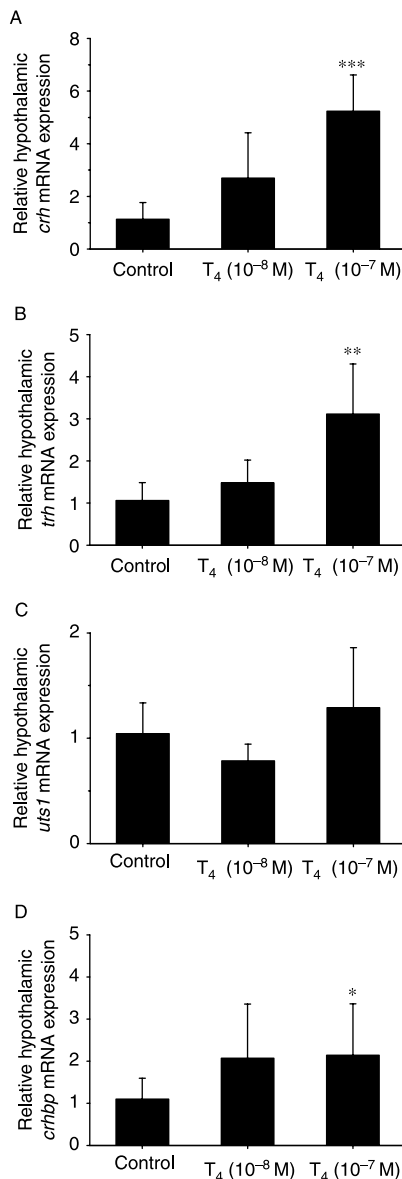 A
Relative hypothalamic
crh mRNA expression
8
6
4
2
0
***
Control T₄ (10⁻⁸ M) T₄ (10⁻⁷ M)
B
Relative hypothalamic
trh mRNA expression
5
4
3
2
1
0
**
Control T₄ (10⁻⁸ M) T₄ (10⁻⁷ M)
C
Relative hypothalamic
uts1 mRNA expression
2
1
0
Control T₄ (10⁻⁸ M) T₄ (10⁻⁷ M)
D
Relative hypothalamic
crhbp mRNA expression
5
4
3
2
1
0
*
Control T₄ (10⁻⁸ M) T₄ (10⁻⁷ M)